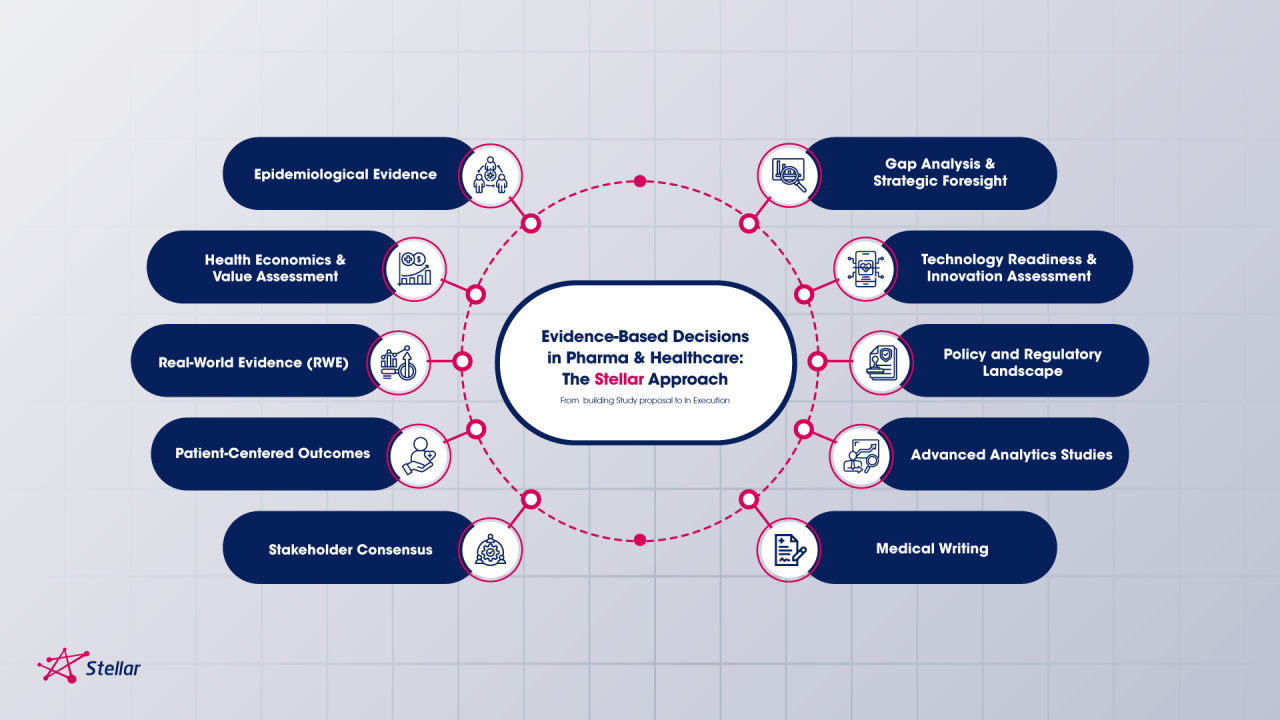 Epidemiological Evidence
Health Economics &
Value Assessment
Real-World Evidence (RWE)
Patient-Centered Outcomes
Stakeholder Consensus
Evidence-Based Decisions
in Pharma & Healthcare:
The Stellar Approach
From building Study proposal to In Execution
Gap Analysis &
Strategic Foresight
Technology Readiness &
Innovation Assessment
Policy and Regulatory
Landscape
Advanced Analytics Studies
Medical Writing
Stellar